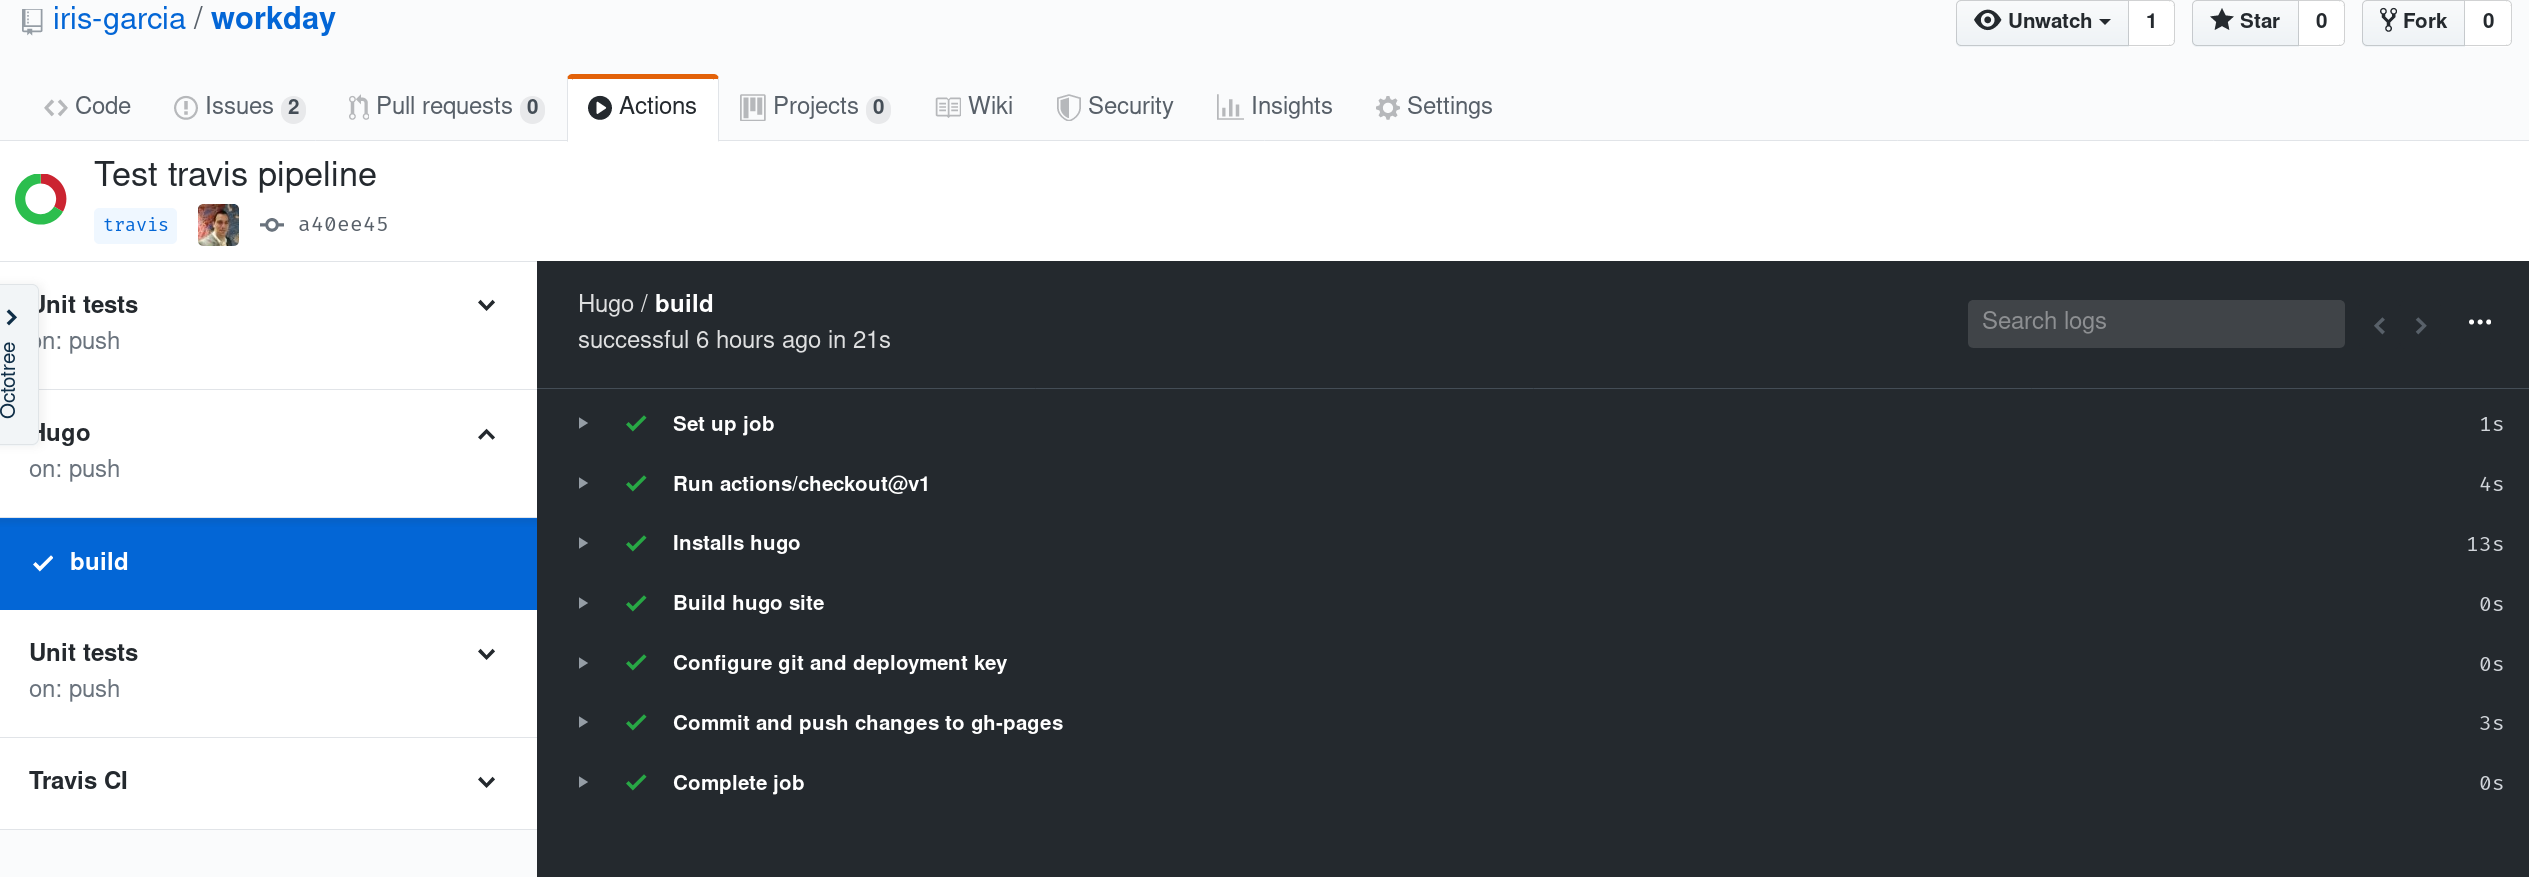 iris-garcia / workday
Unwatch 1 Star 0 Fork 0
Code Issues 2 Pull requests 0 Actions Projects 0 Wiki Security Insights Settings
Test travis pipeline
travis a40ee45
Unit tests
on: push
Octotree
Hugo
on: push
build
Unit tests
on: push
Travis CI
Hugo / build
successful 6 hours ago in 21s
Search logs
Set up job 1s
Run actions/checkout@v1 4s
Installs hugo 13s
Build hugo site 0s
Configure git and deployment key 0s
Commit and push changes to gh-pages 3s
Complete job 0s